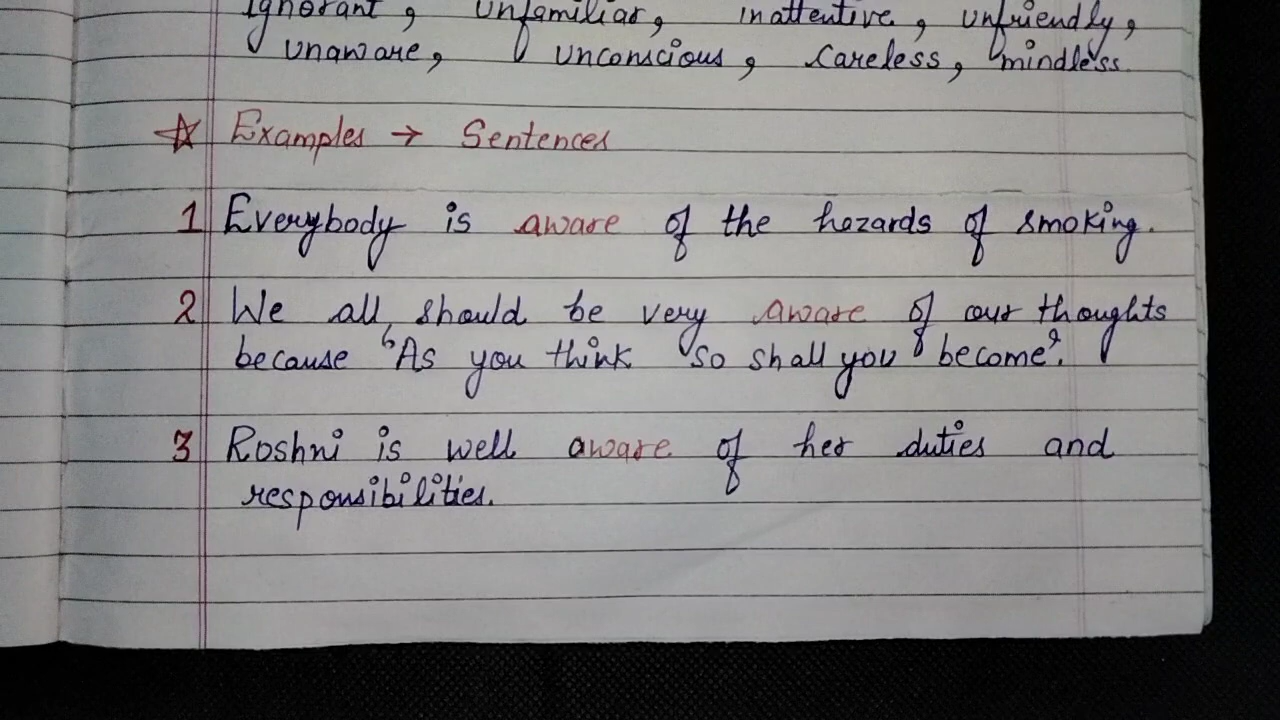 ignorant, unfamiliar, inattentive, unfriendly,
unaware, unconscious, careless, mindless.
☆ Examples → Sentences
1 Everybody is aware of the hazards of smoking.
2 We all should be very aware of our thoughts
because ‘As you think so shall you become’.
3 Roshni is well aware of her duties and
responsibilities.